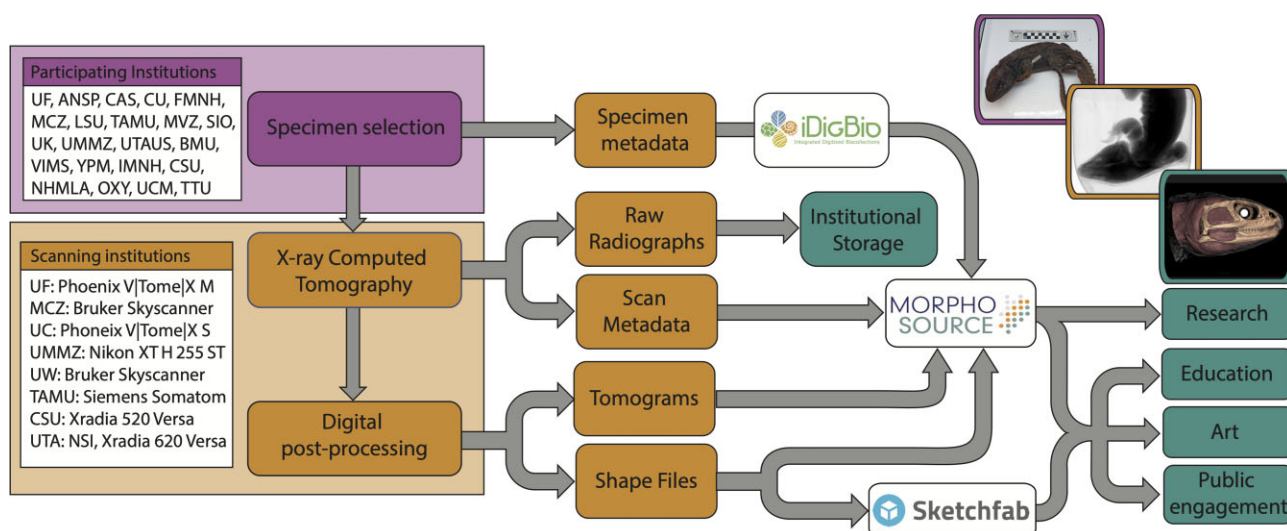 Participating Institutions
UF, ANSP, CAS, CU, FMNH,
MCZ, LSU, TAMU, MVZ, SIO,
UK, UMMZ, UTAUS, BMU,
VIMS, YPM, IMNH, CSU,
NHMLA, OXY, UCM, TTU
Specimen selection
Specimen
metadata
iDigBio
Integrated Digitized Biocollections
Scanning institutions
UF: Phoenix V|Tome|X M
MCZ: Bruker Skyscanner
UC: Phoneix V|Tome|X S
UMMZ: Nikon XT H 255 ST
UW: Bruker Skyscanner
TAMU: Siemens Somatom
CSU: Xradia 520 Versa
UTA: NSI, Xradia 620 Versa
X-ray Computed
Tomography
Digital
post-processing
Raw
Radiographs
Institutional
Storage
Scan
Metadata
MORPHO
SOURCE
Tomograms
Shape Files
Sketchfab
Research
Education
Art
Public
engagement